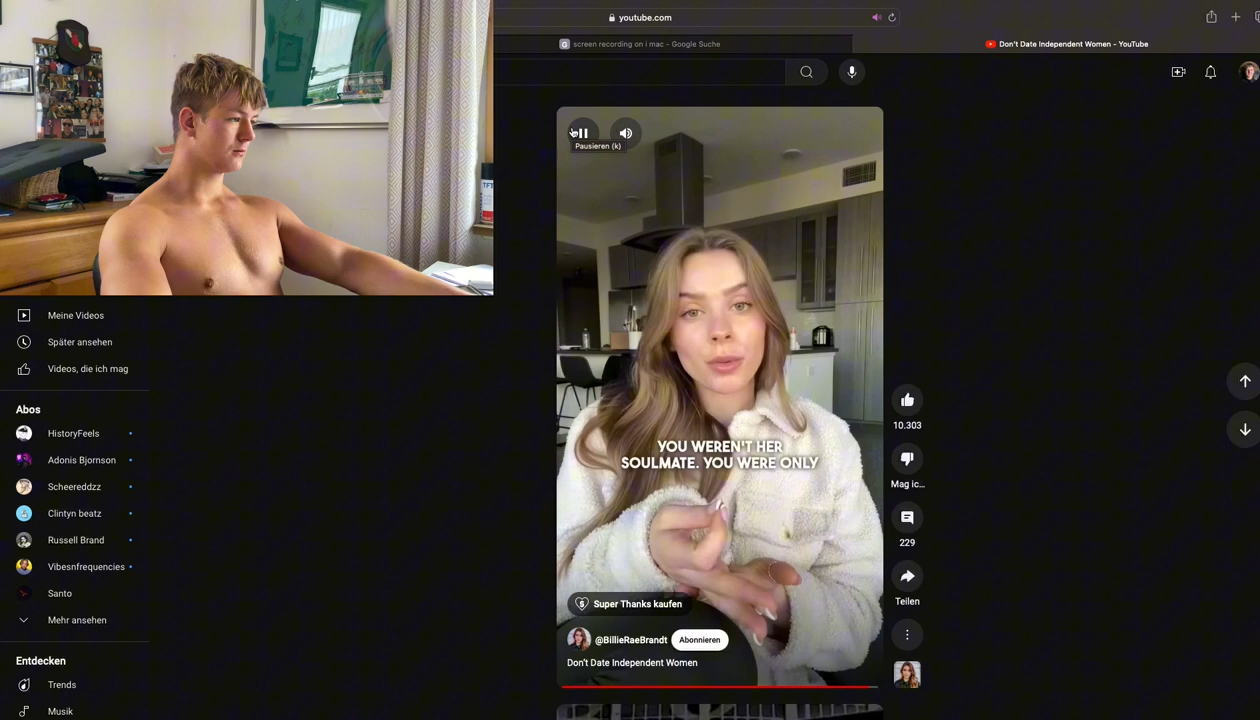 youtube.com
G screen recording on i mac - Google Suche
Don't Date Independent Women - YouTube
Pausieren (k)
TFT
YOU WEREN'T HER
SOULMATE. YOU WERE ONLY
10.303
Mag ic...
229
Teilen
Super Thanks kaufen
@BillieRaeBrandt Abonnieren
Don't Date Independent Women
Meine Videos
Später ansehen
Videos, die ich mag
Abos
HistoryFeels
Adonis Bjornson
Scheereddzz
Clintyn beatz
Russell Brand
Vibesnfrequencies
Santo
Mehr ansehen
Entdecken
Trends
Musik